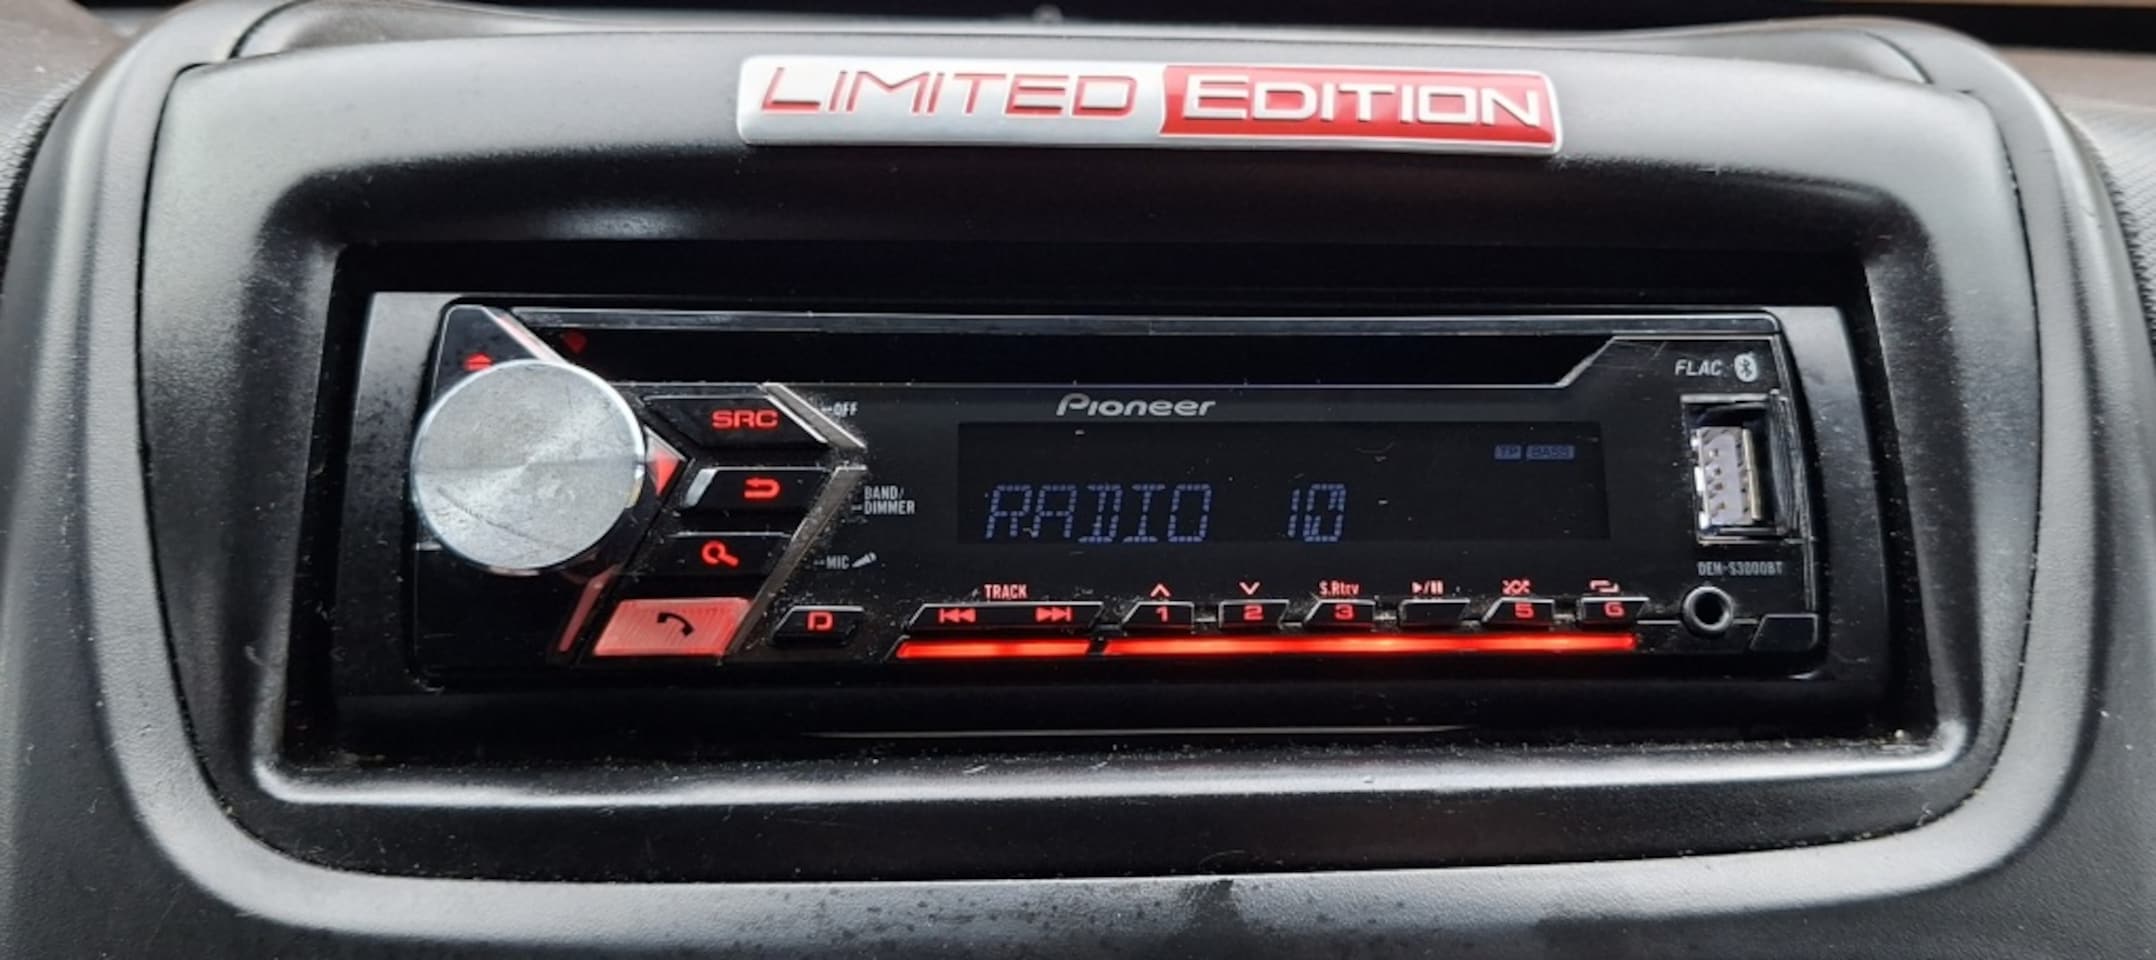 LIMITED EDITION
FLAC
SRC
OFF
Pioneer
TP BASS
BAND/
DIMMER
RADIO 10
MIC
DEH-S3000BT
TRACK
S.Rtrv
D
1 2 3 5 6